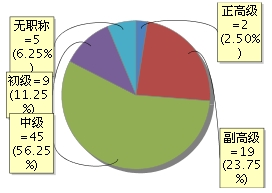 无职称
=5
(6.25%
)
正高级
=2
(2.50%
)
初级=9
(11.25
%)
中级
=45
(56.25
%)
副高级
=19
(23.75
%)